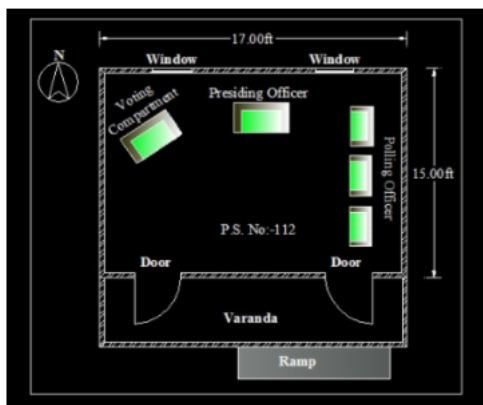 17.00ft
N
Window
Window
Voting
Compartment
Presiding Officer
Polling Officer
15.00ft
P.S. No:-112
Door
Door
Varanda
Ramp